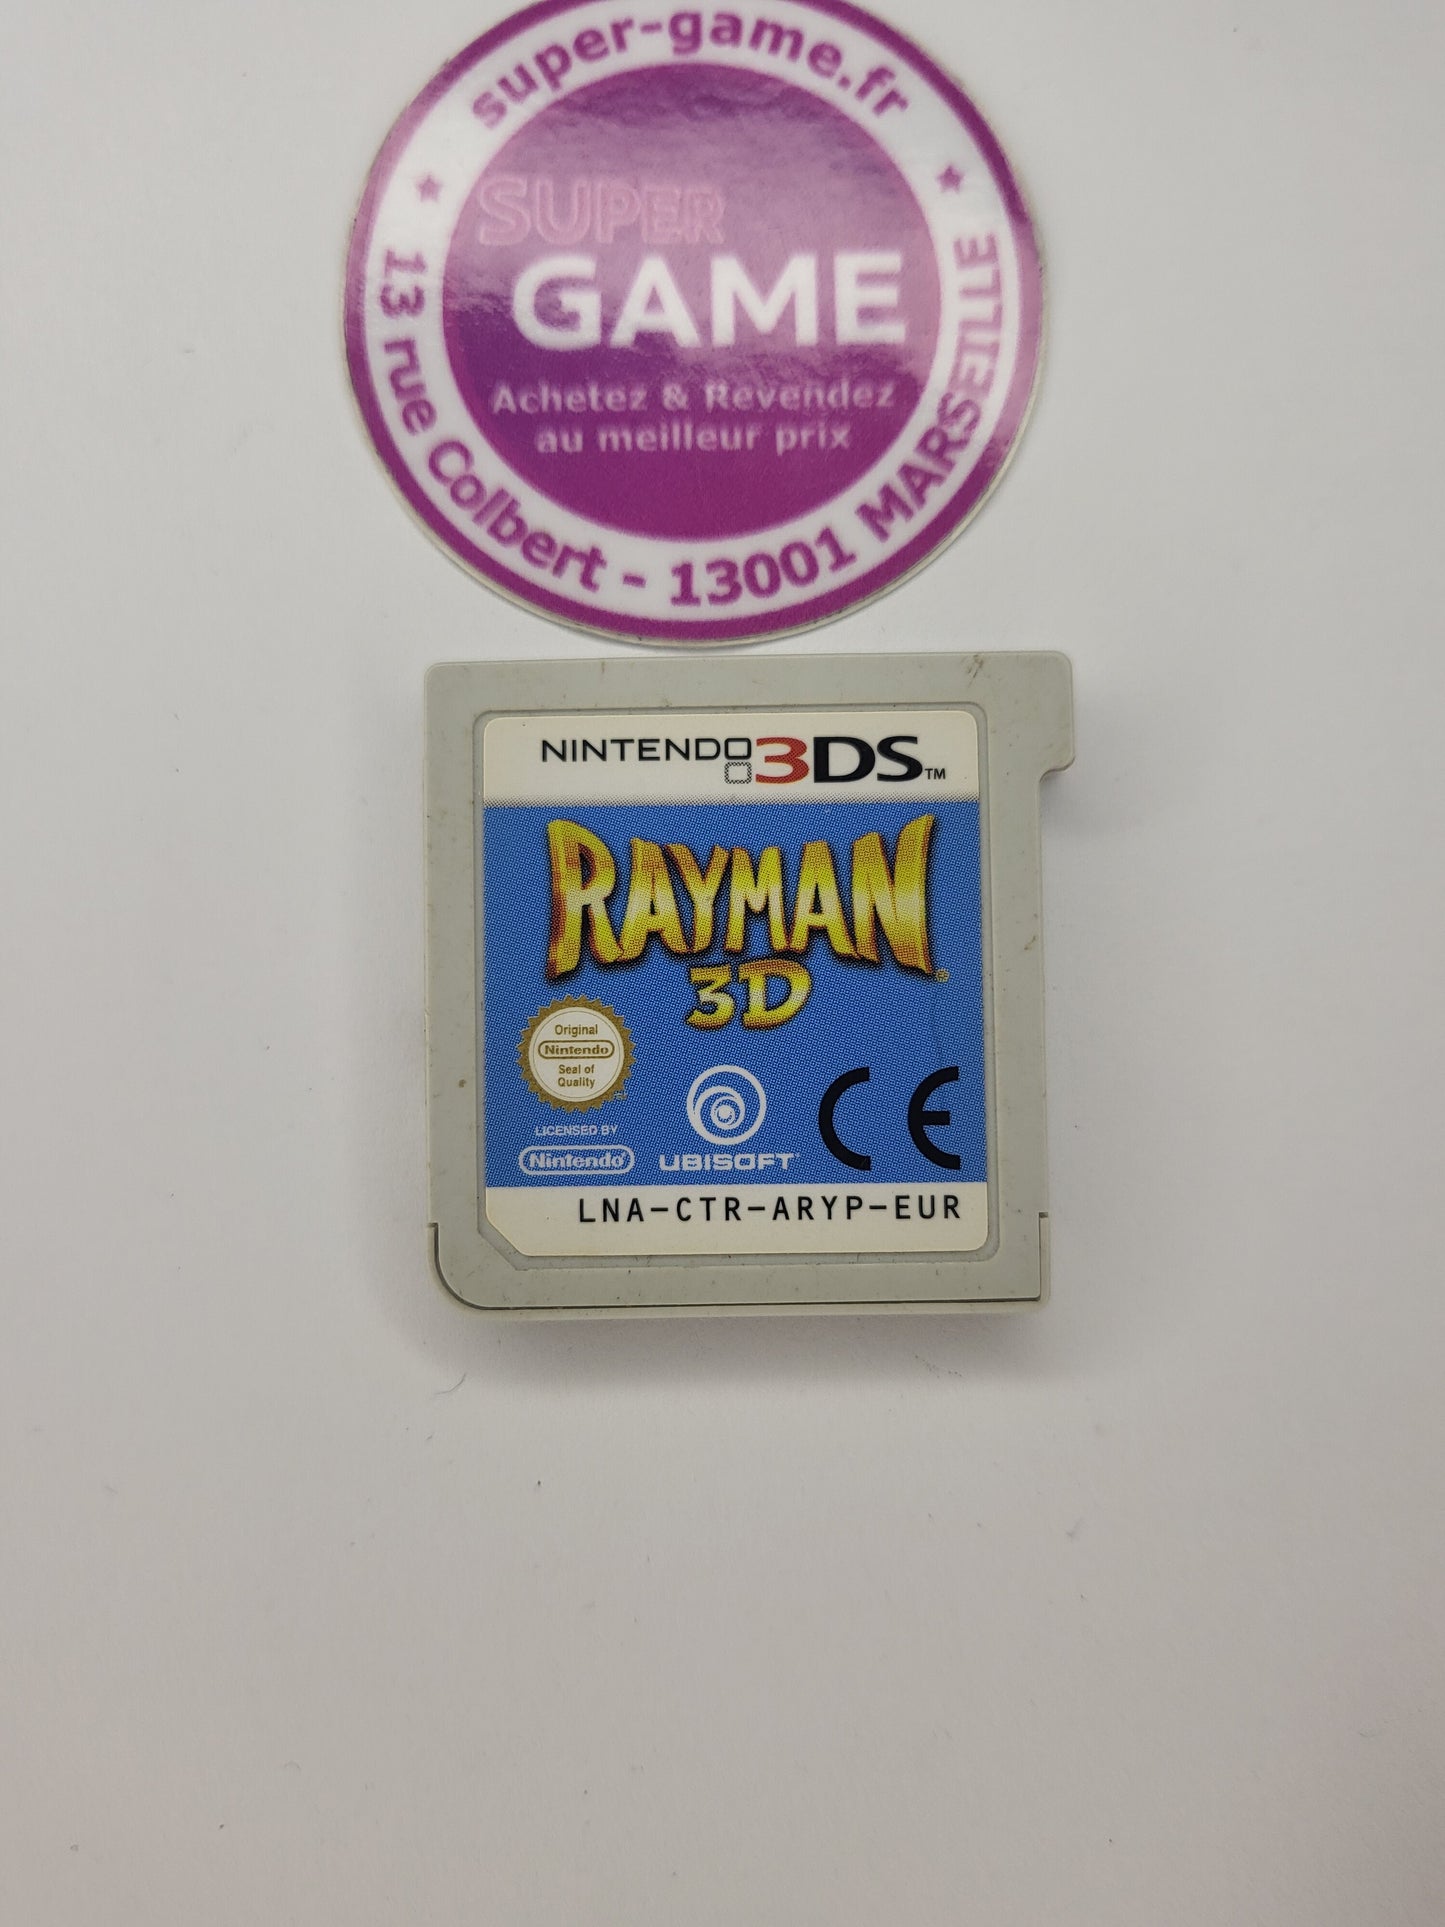 super-game.fr
SUPER
GAME
Achetez & Revendez
au meilleur prix
13 rue Colbert - 13001 MARSEILLE
NINTENDO 3DS™
RAYMAN®
3D
Original
Nintendo
Seal of
Quality
LICENSED BY
Nintendo
UBISOFT
CE
LNA-CTR-ARYP-EUR